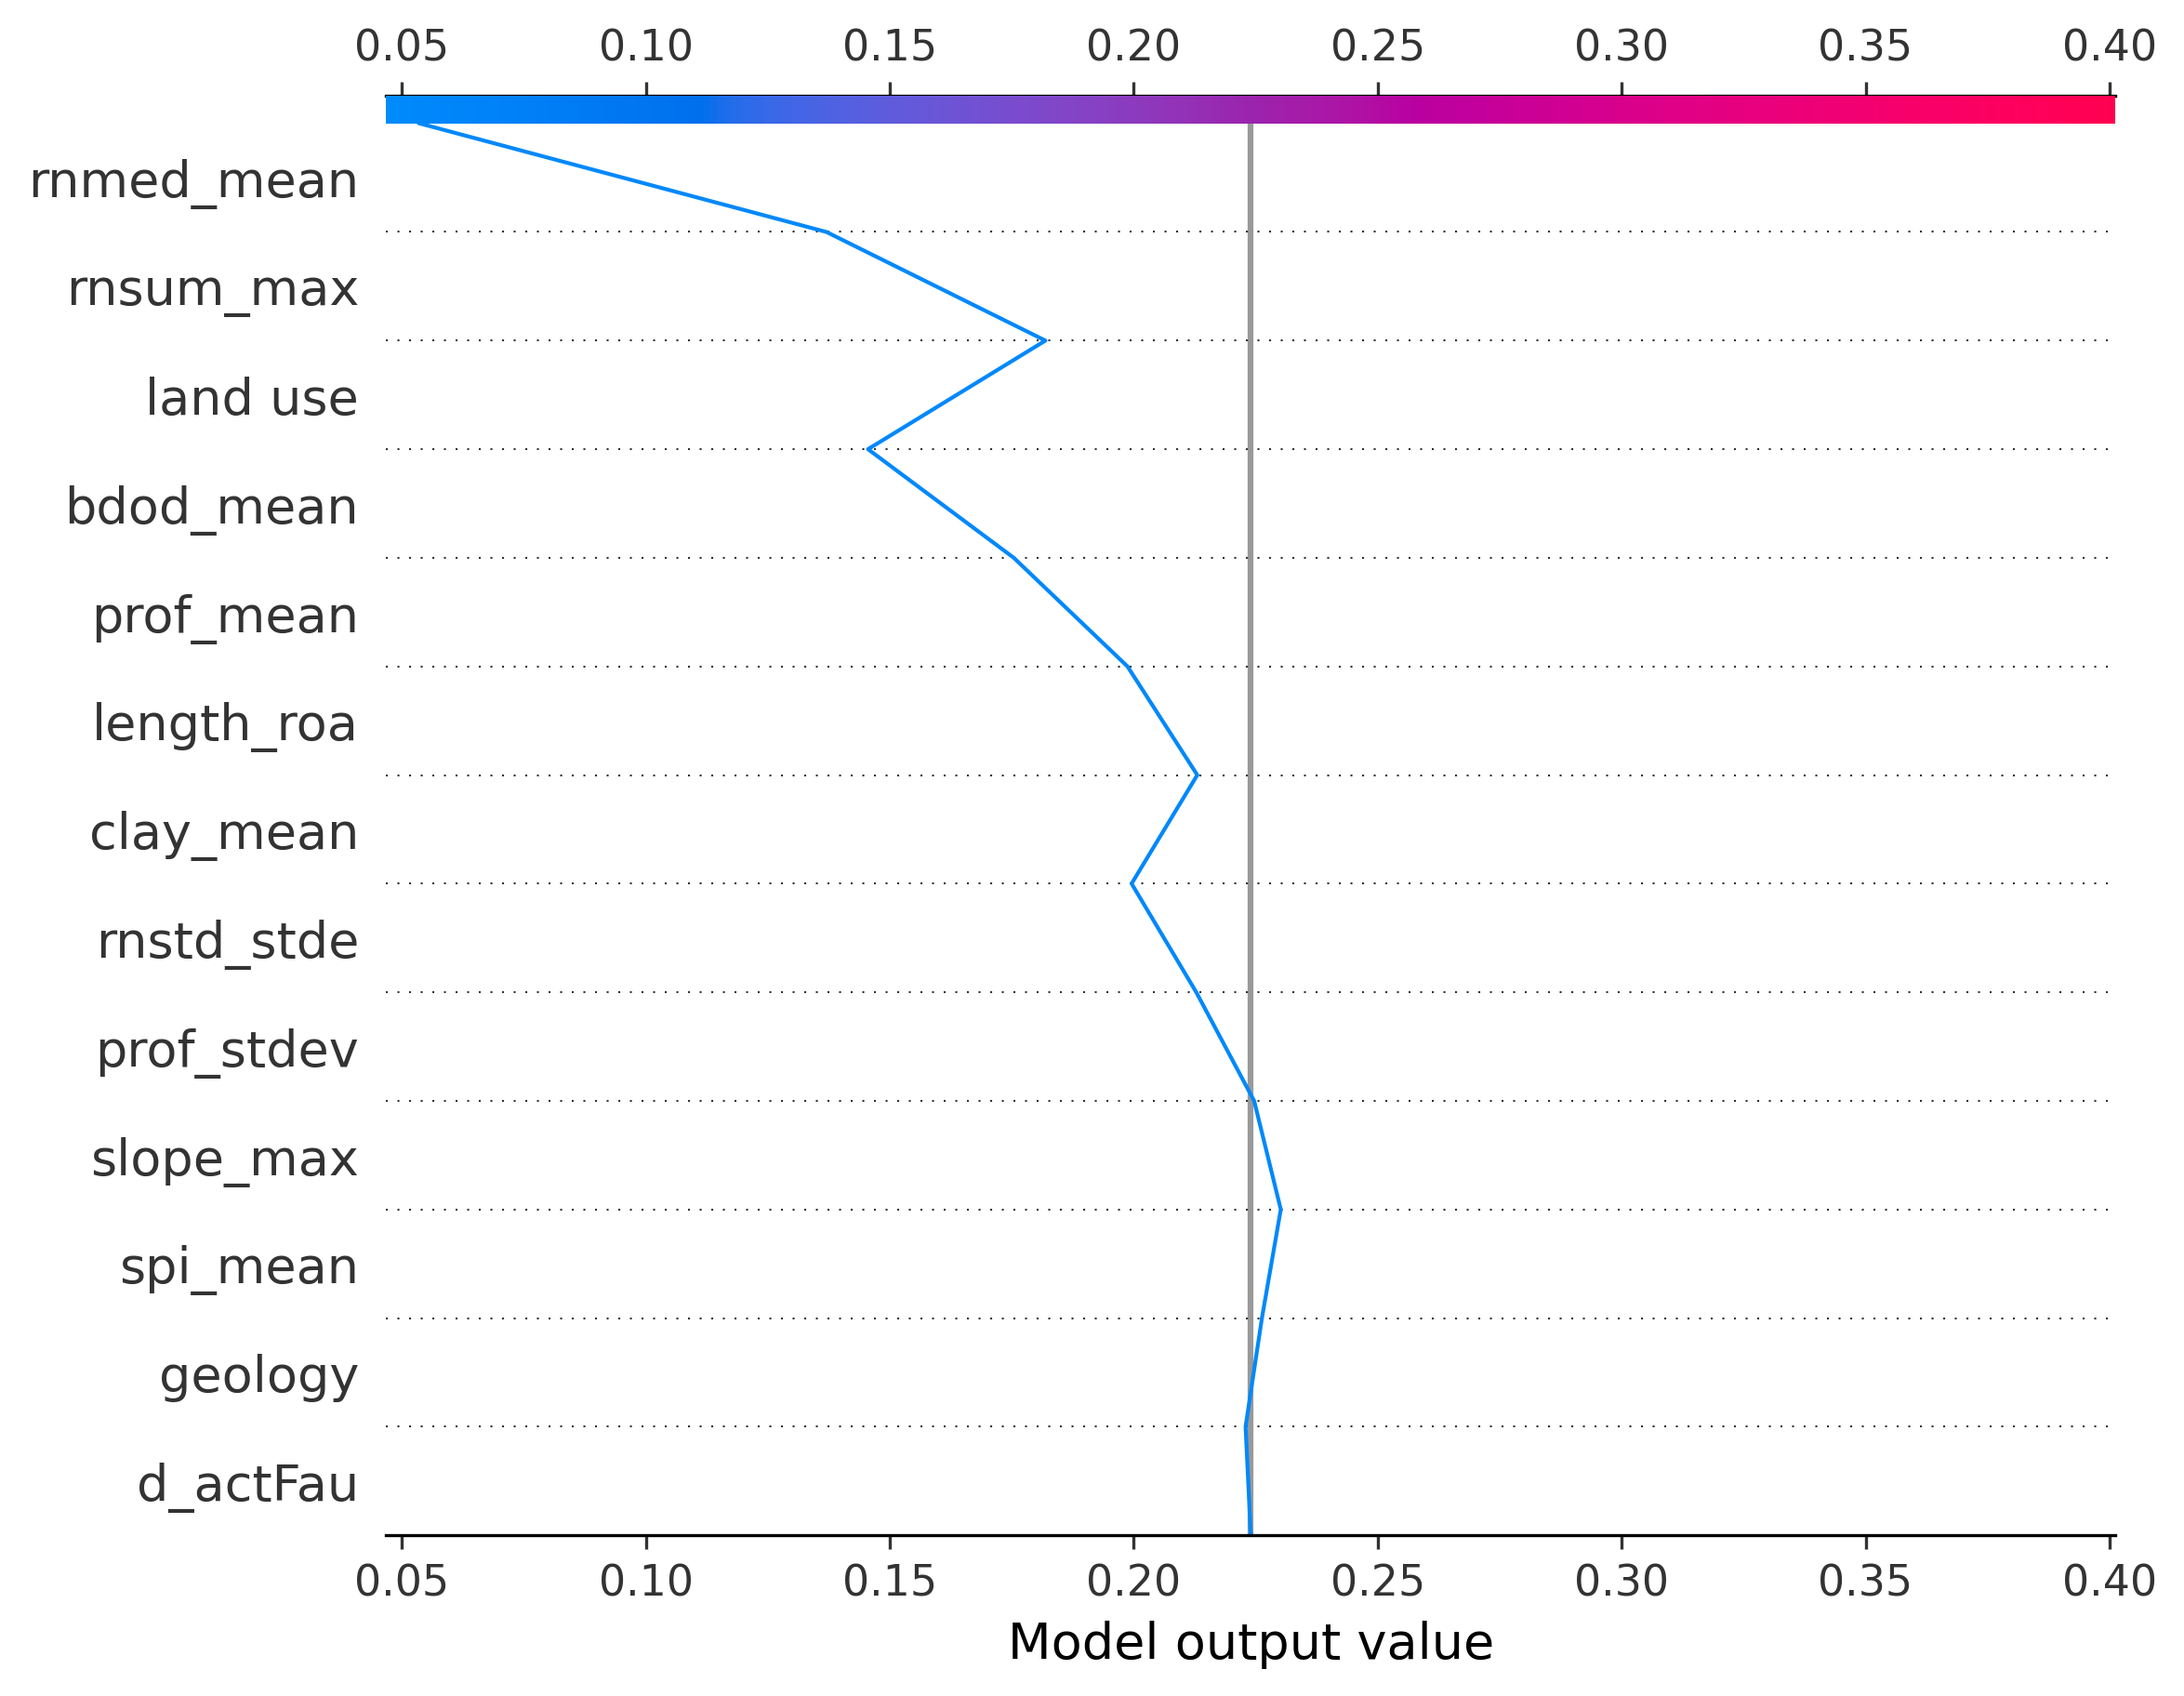 0.05 0.10 0.15 0.20 0.25 0.30 0.35 0.40
rnmed_mean
rnsum_max
land use
bdod_mean
prof_mean
length_roa
clay_mean
rnstd_stde
prof_stdev
slope_max
spi_mean
geology
d_actFau
0.05 0.10 0.15 0.20 0.25 0.30 0.35 0.40
Model output value